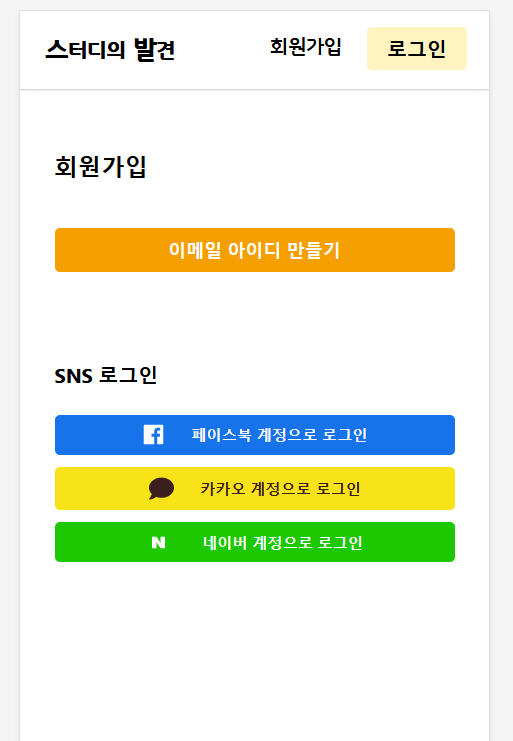 스터디의 발견
회원가입
로그인
회원가입
이메일 아이디 만들기
SNS 로그인
페이스북 계정으로 로그인
카카오 계정으로 로그인
N 네이버 계정으로 로그인